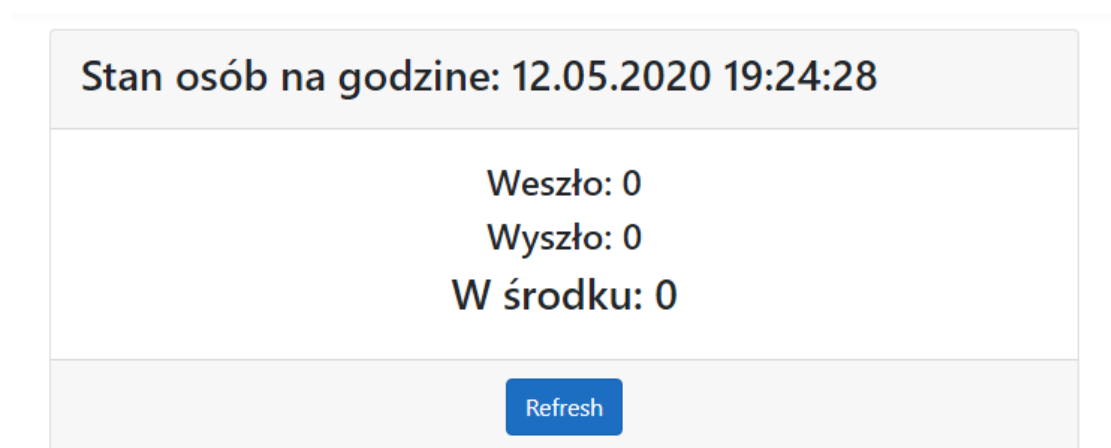 Stan osób na godzine: 12.05.2020 19:24:28
Weszło: 0
Wyszło: 0
W środku: 0
Refresh